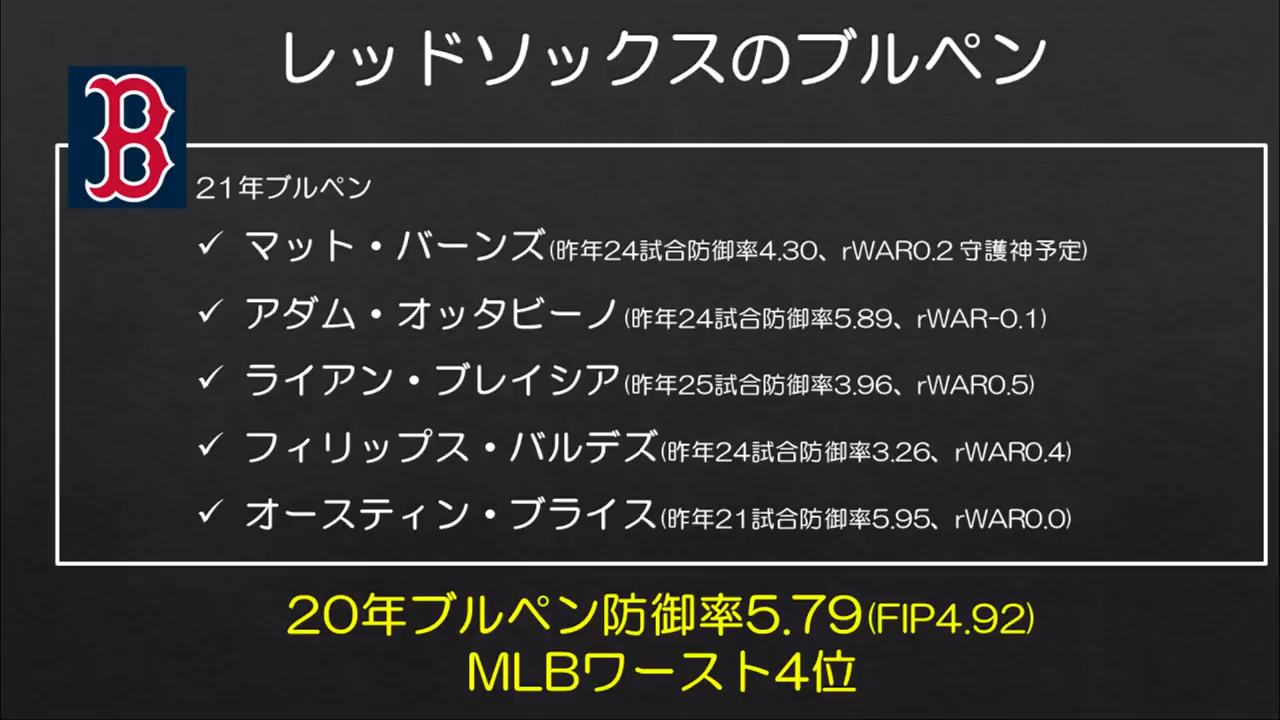 レッドソックスのブルペン
B
21年ブルペン
✓ マット・バーンズ(昨年24試合防御率4.30、rWAR0.2 守護神予定)
✓ アダム・オッタビーノ(昨年24試合防御率5.89、rWAR-0.1)
✓ ライアン・ブレイシア(昨年25試合防御率3.96、rWAR0.5)
✓ フィリップス・バルデズ(昨年24試合防御率3.26、rWAR0.4)
✓ オースティン・ブライス(昨年21試合防御率5.95、rWAR0.0)
20年ブルペン防御率5.79(FIP4.92)
MLBワースト4位